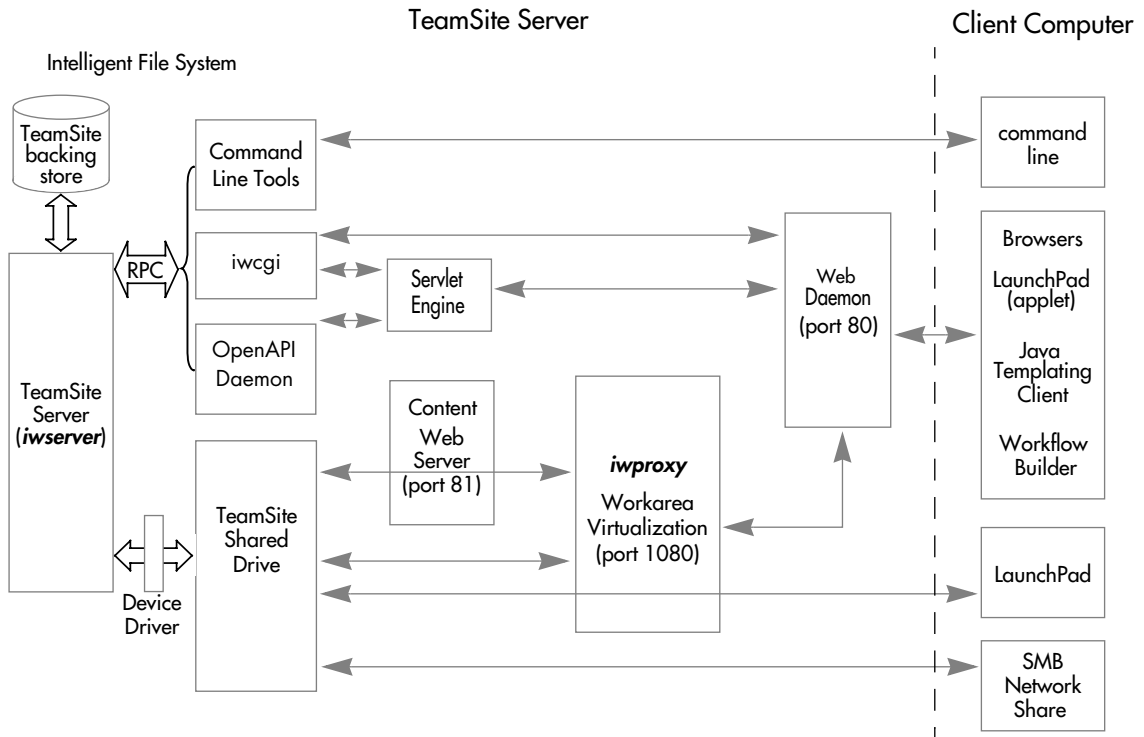 TeamSite Server
Client Computer
Intelligent File System
TeamSite
backing
store
Command
Line Tools
command
line
RPC
iwcgi
Servlet
Engine
Web
Daemon
(port 80)
Browsers
LaunchPad
(applet)
Java
Templating
Client
Workflow
Builder
OpenAPI
Daemon
TeamSite
Server
(iwserver)
Content
Web
Server
(port 81)
iwproxy
Workarea
Virtualization
(port 1080)
TeamSite
Shared
Drive
Device
Driver
LaunchPad
SMB
Network
Share